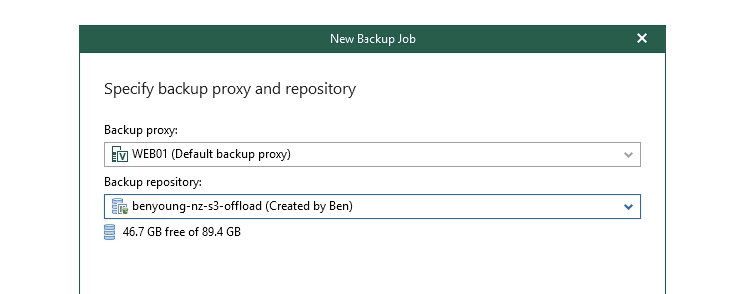 New Backup Job
Specify backup proxy and repository
Backup proxy:
WEB01 (Default backup proxy)
Backup repository:
benyoung-nz-s3-offload (Created by Ben)
46.7 GB free of 89.4 GB